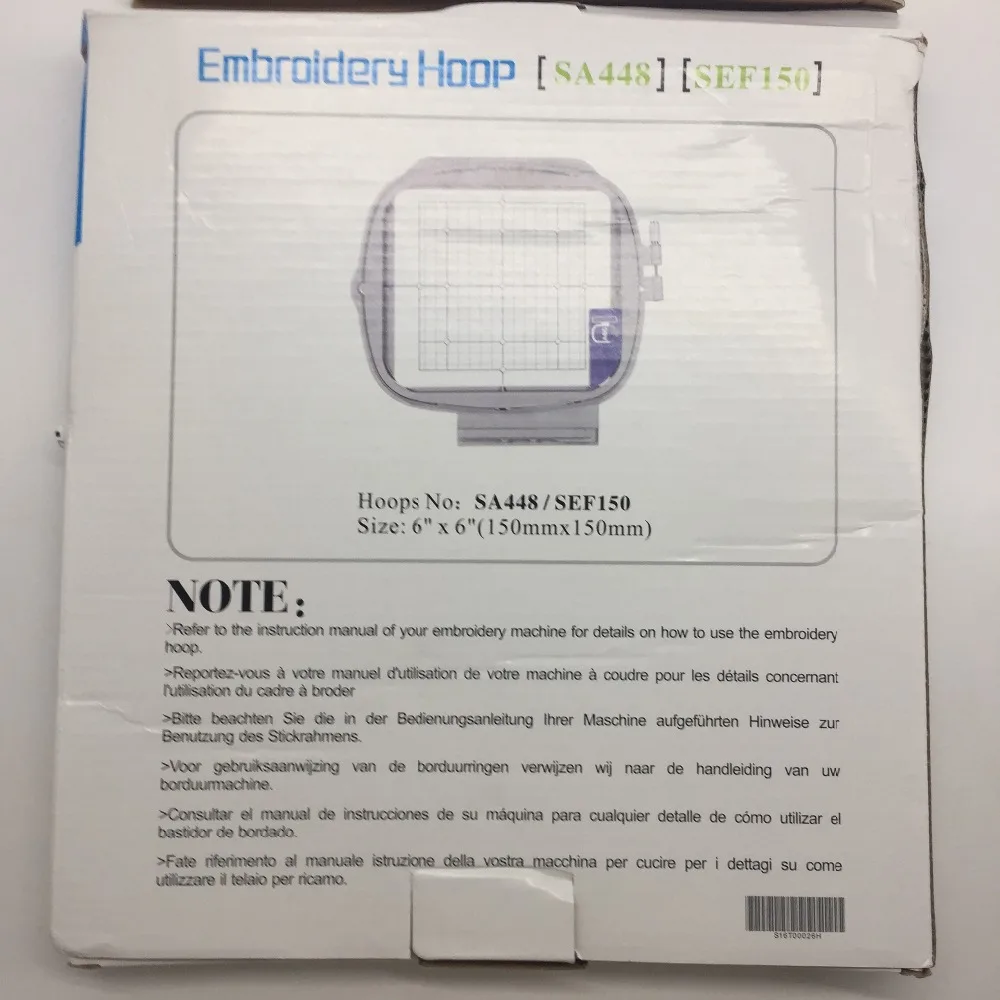 Embroidery Hoop [SA448] [SEF150]
Hoops No: SA448/SEF150
Size: 6" x 6"(150mmx150mm)
NOTE:
>Refer to the instruction manual of your embroidery machine for details on how to use the embroidery
hoop.
>Reportez-vous à votre manuel d'utilisation de votre machine à coudre pour les détails concernant
l'utilisation du cadre à broder
>Bitte beachten Sie die in der Bedienungsanleitung Ihrer Maschine aufgeführten Hinweise zur
Benutzung des Stickrahmens.
>Voor gebruiksaanwijzing van de borduurringen verwijzen wij naar de handleiding van uw
borduurmachine.
>Consultar el manual de instrucciones de su máquina para cualquier detalle de cómo utilizar el
bastidor de bordado.
>Fate riferimento al manuale istruzione della vostra macchina per cucire per i dettagi su come
utilizzare il telaio per ricamo.
S16T00026H